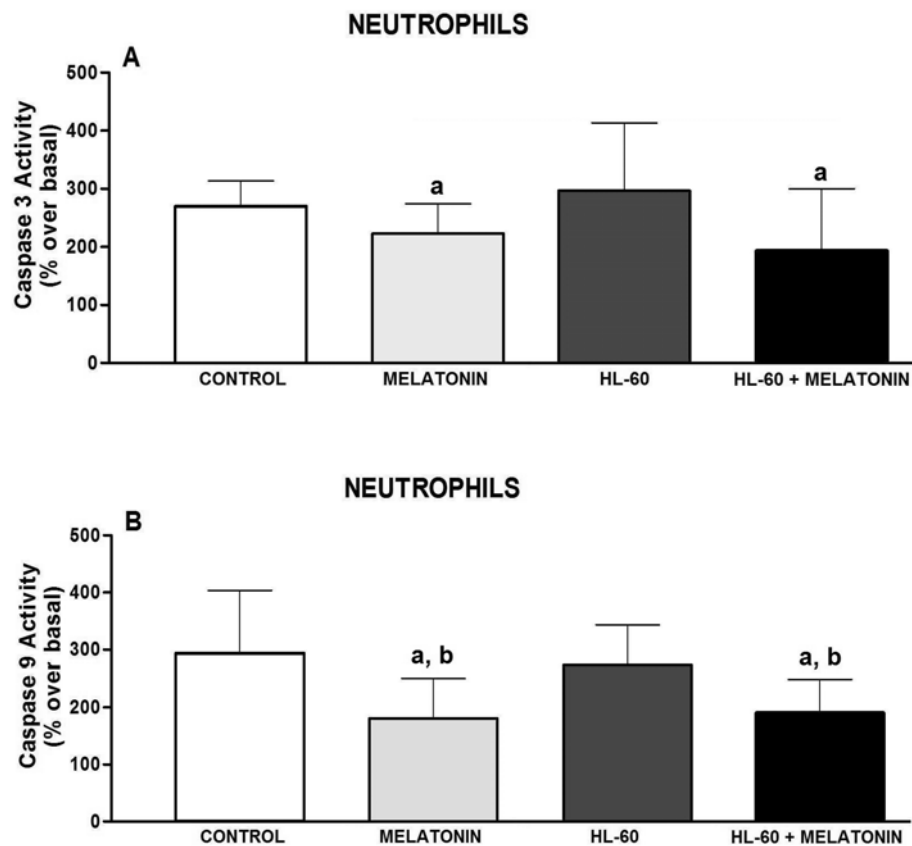 NEUTROPHILS
A
Caspase 3 Activity
(% over basal)
500
400
300
200
100
0
a
a
CONTROL
MELATONIN
HL-60
HL-60 + MELATONIN
NEUTROPHILS
B
Caspase 9 Activity
(% over basal)
500
400
300
200
100
0
a, b
a, b
CONTROL
MELATONIN
HL-60
HL-60 + MELATONIN